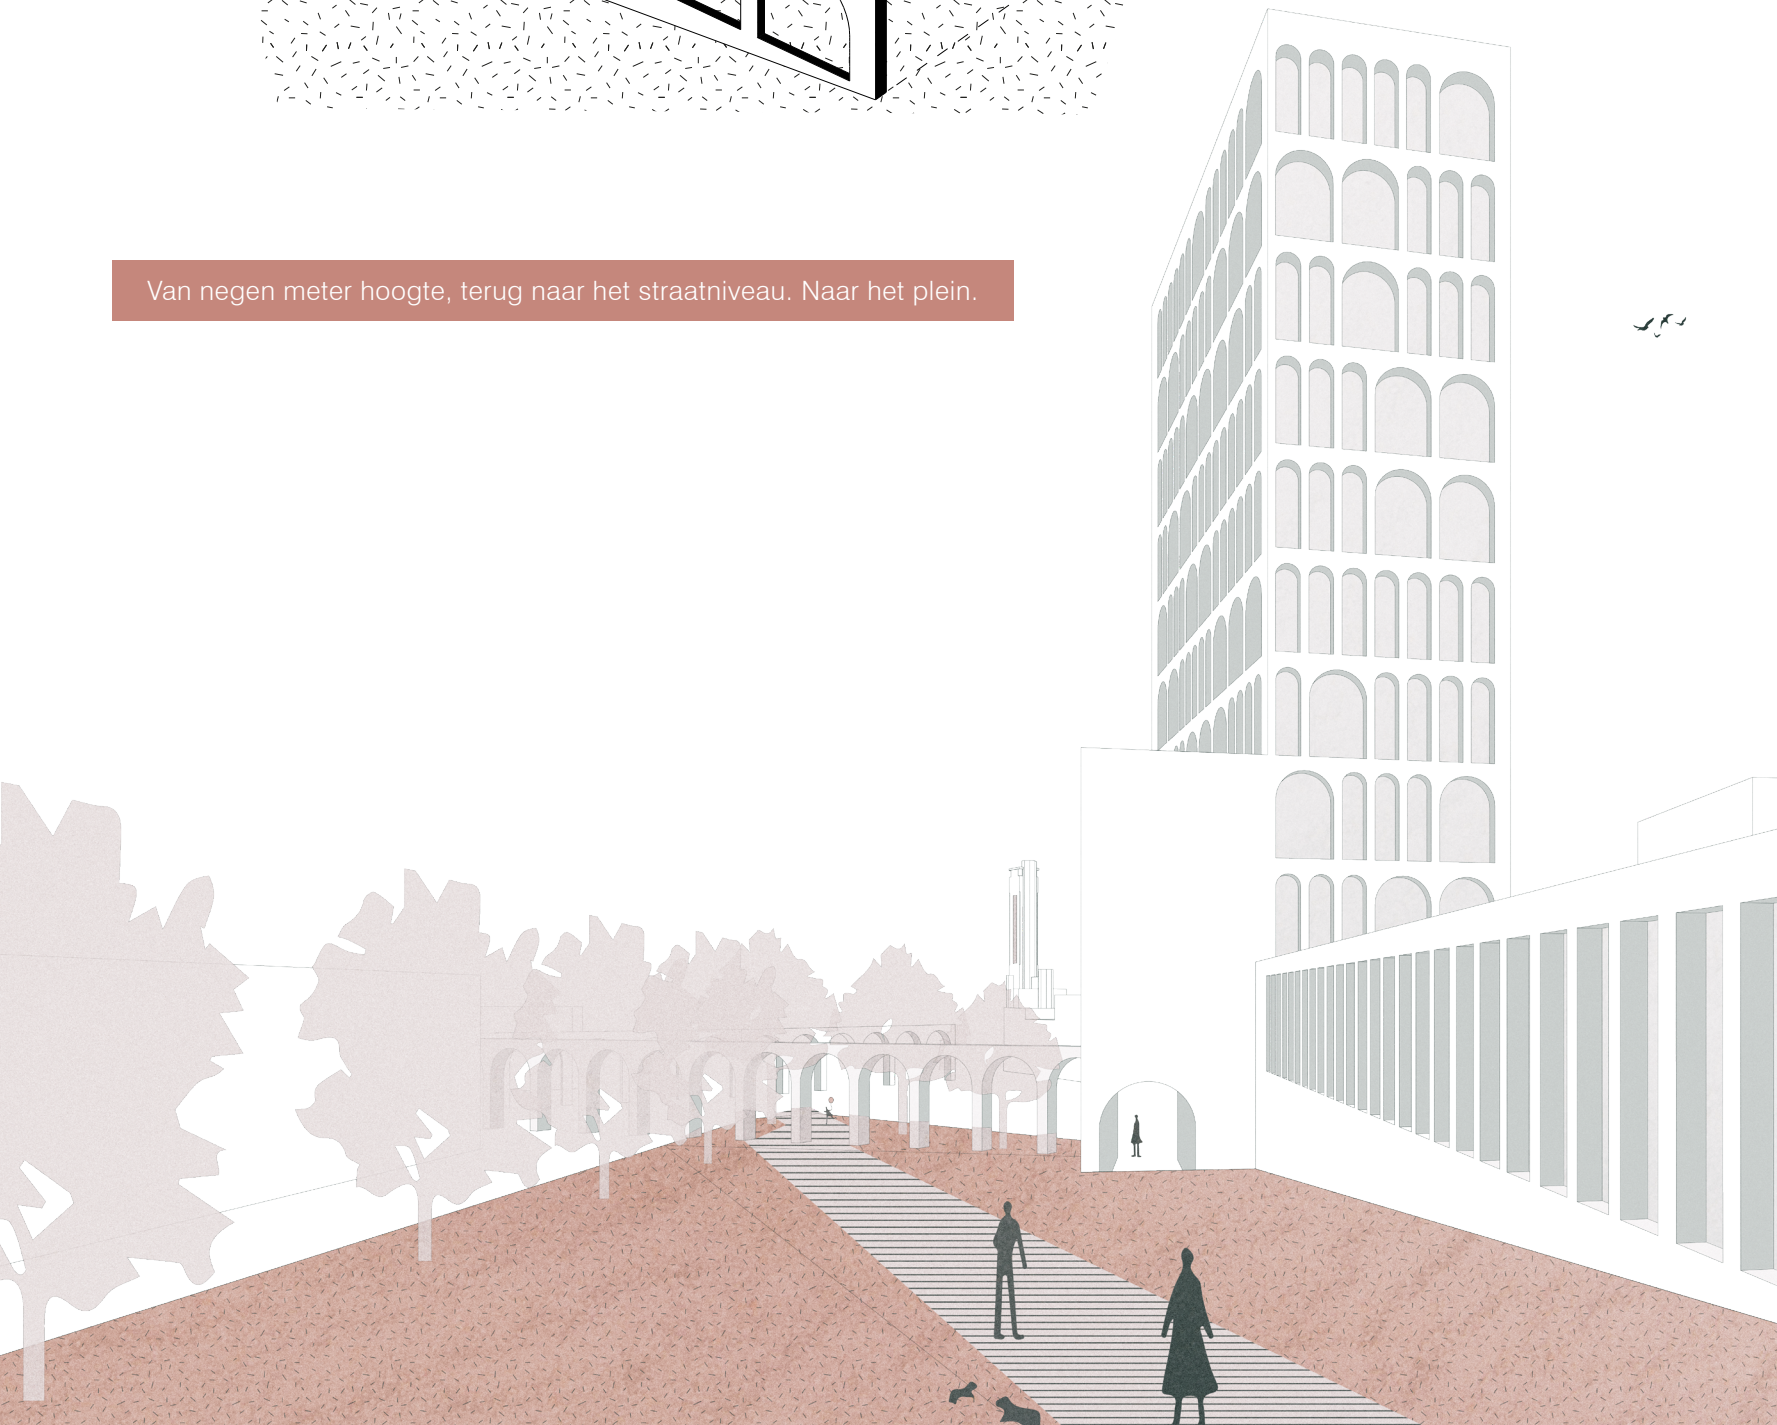 Van negen meter hoogte, terug naar het straatniveau. Naar het plein.